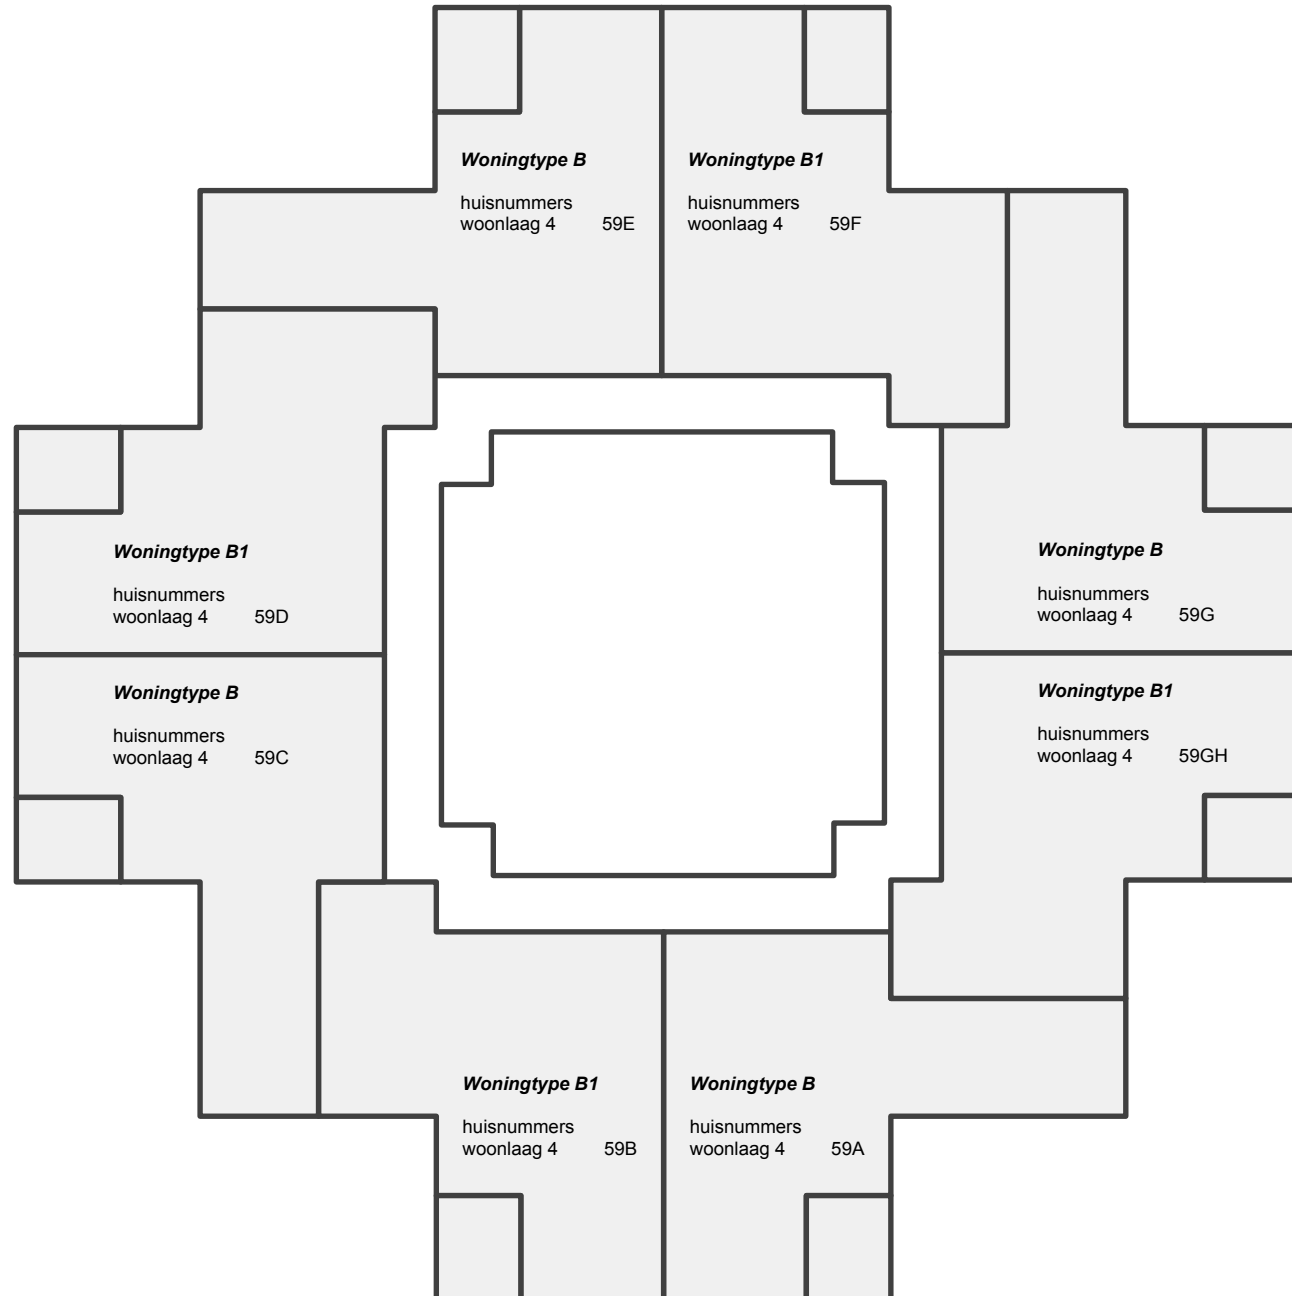 Woningtype B
huisnummers
woonlaag 4 59E
Woningtype B1
huisnummers
woonlaag 4 59F
Woningtype B1
huisnummers
woonlaag 4 59D
Woningtype B
huisnummers
woonlaag 4 59G
Woningtype B
huisnummers
woonlaag 4 59C
Woningtype B1
huisnummers
woonlaag 4 59GH
Woningtype B1
huisnummers
woonlaag 4 59B
Woningtype B
huisnummers
woonlaag 4 59A